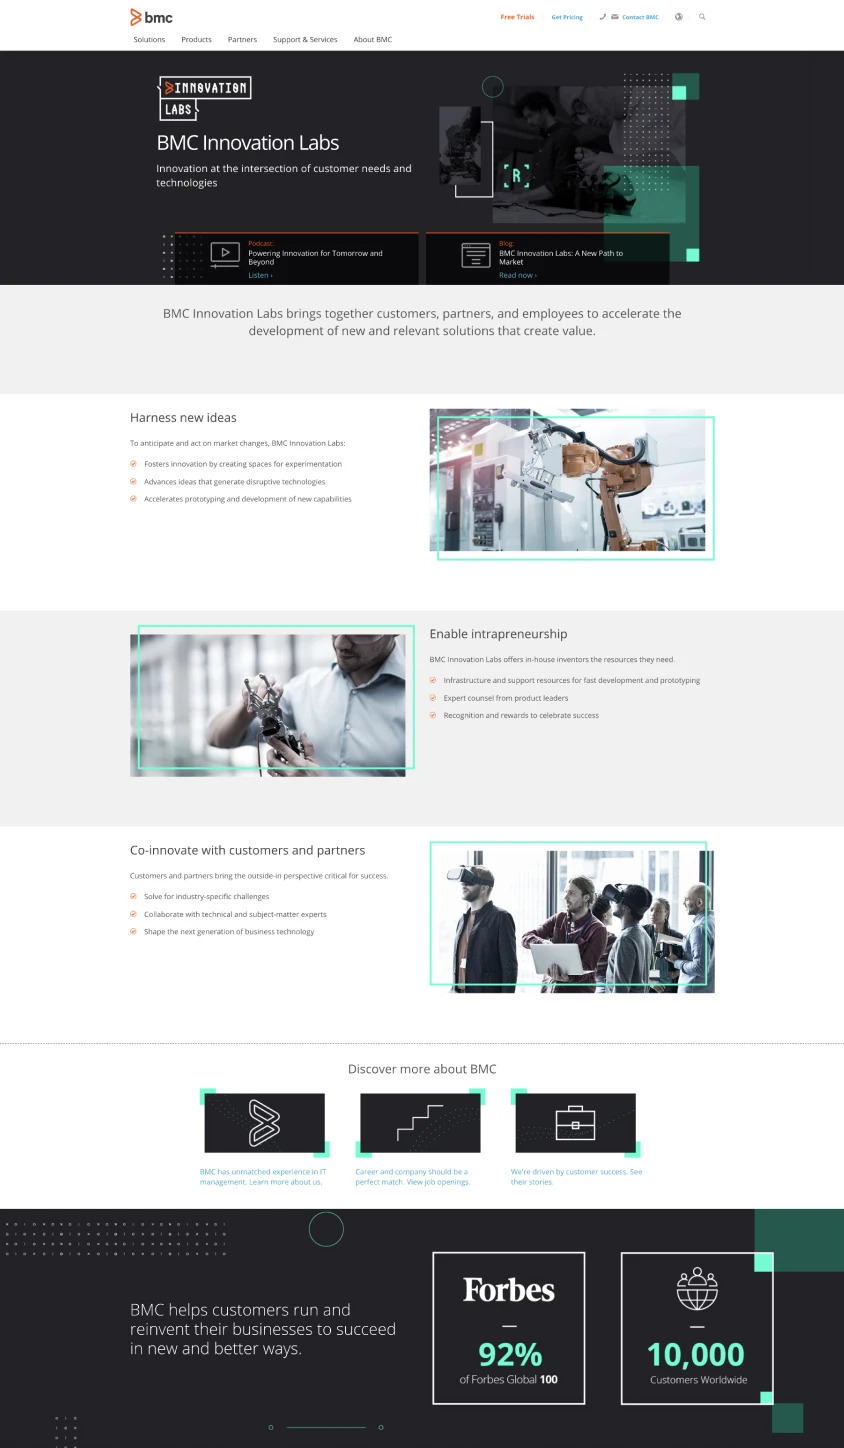 bmc
Free Trials
Get Pricing
Contact BMC
Solutions
Products
Partners
Support & Services
About BMC
INNOVATION
LABS
BMC Innovation Labs
Innovation at the intersection of customer needs and
technologies
R
Podcast:
Powering Innovation for Tomorrow and
Beyond
Listen ›
Blog:
BMC Innovation Labs: A New Path to
Market
Read now ›
BMC Innovation Labs brings together customers, partners, and employees to accelerate the
development of new and relevant solutions that create value.
Harness new ideas
To anticipate and act on market changes, BMC Innovation Labs:
Fosters innovation by creating spaces for experimentation
Advances ideas that generate disruptive technologies
Accelerates prototyping and development of new capabilities
Enable intrapreneurship
BMC Innovation Labs offers in-house inventors the resources they need.
Infrastructure and support resources for fast development and prototyping
Expert counsel from product leaders
Recognition and rewards to celebrate success
Co-innovate with customers and partners
Customers and partners bring the outside-in perspective critical for success.
Solve for industry-specific challenges
Collaborate with technical and subject-matter experts
Shape the next generation of business technology
Discover more about BMC
BMC has unmatched experience in IT
management. Learn more about us.
Career and company should be a
perfect match. View job openings.
We're driven by customer success. See
their stories.
BMC helps customers run and
reinvent their businesses to succeed
in new and better ways.
Forbes
92%
of Forbes Global 100
10,000
Customers Worldwide